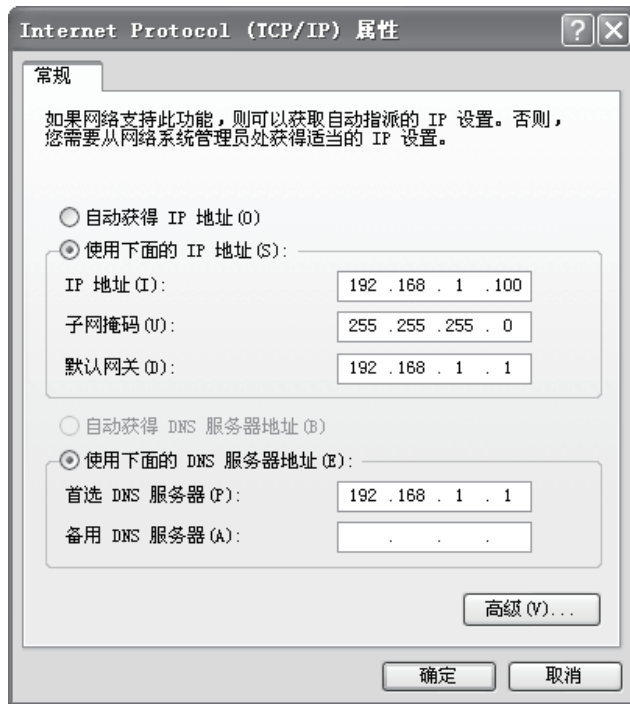 Internet Protocol (TCP/IP) 属性
常规
如果网络支持此功能，则可以获取自动指派的 IP 设置。否则，
您需要从网络系统管理员处获得适当的 IP 设置。
自动获得 IP 地址(O)
使用下面的 IP 地址(S):
IP 地址(I): 192 .168 . 1 .100
子网掩码(U): 255 .255 .255 . 0
默认网关(D): 192 .168 . 1 . 1
自动获得 DNS 服务器地址(B)
使用下面的 DNS 服务器地址(E):
首选 DNS 服务器(P): 192 .168 . 1 . 1
备用 DNS 服务器(A): . . .
高级(V)...
确定 取消